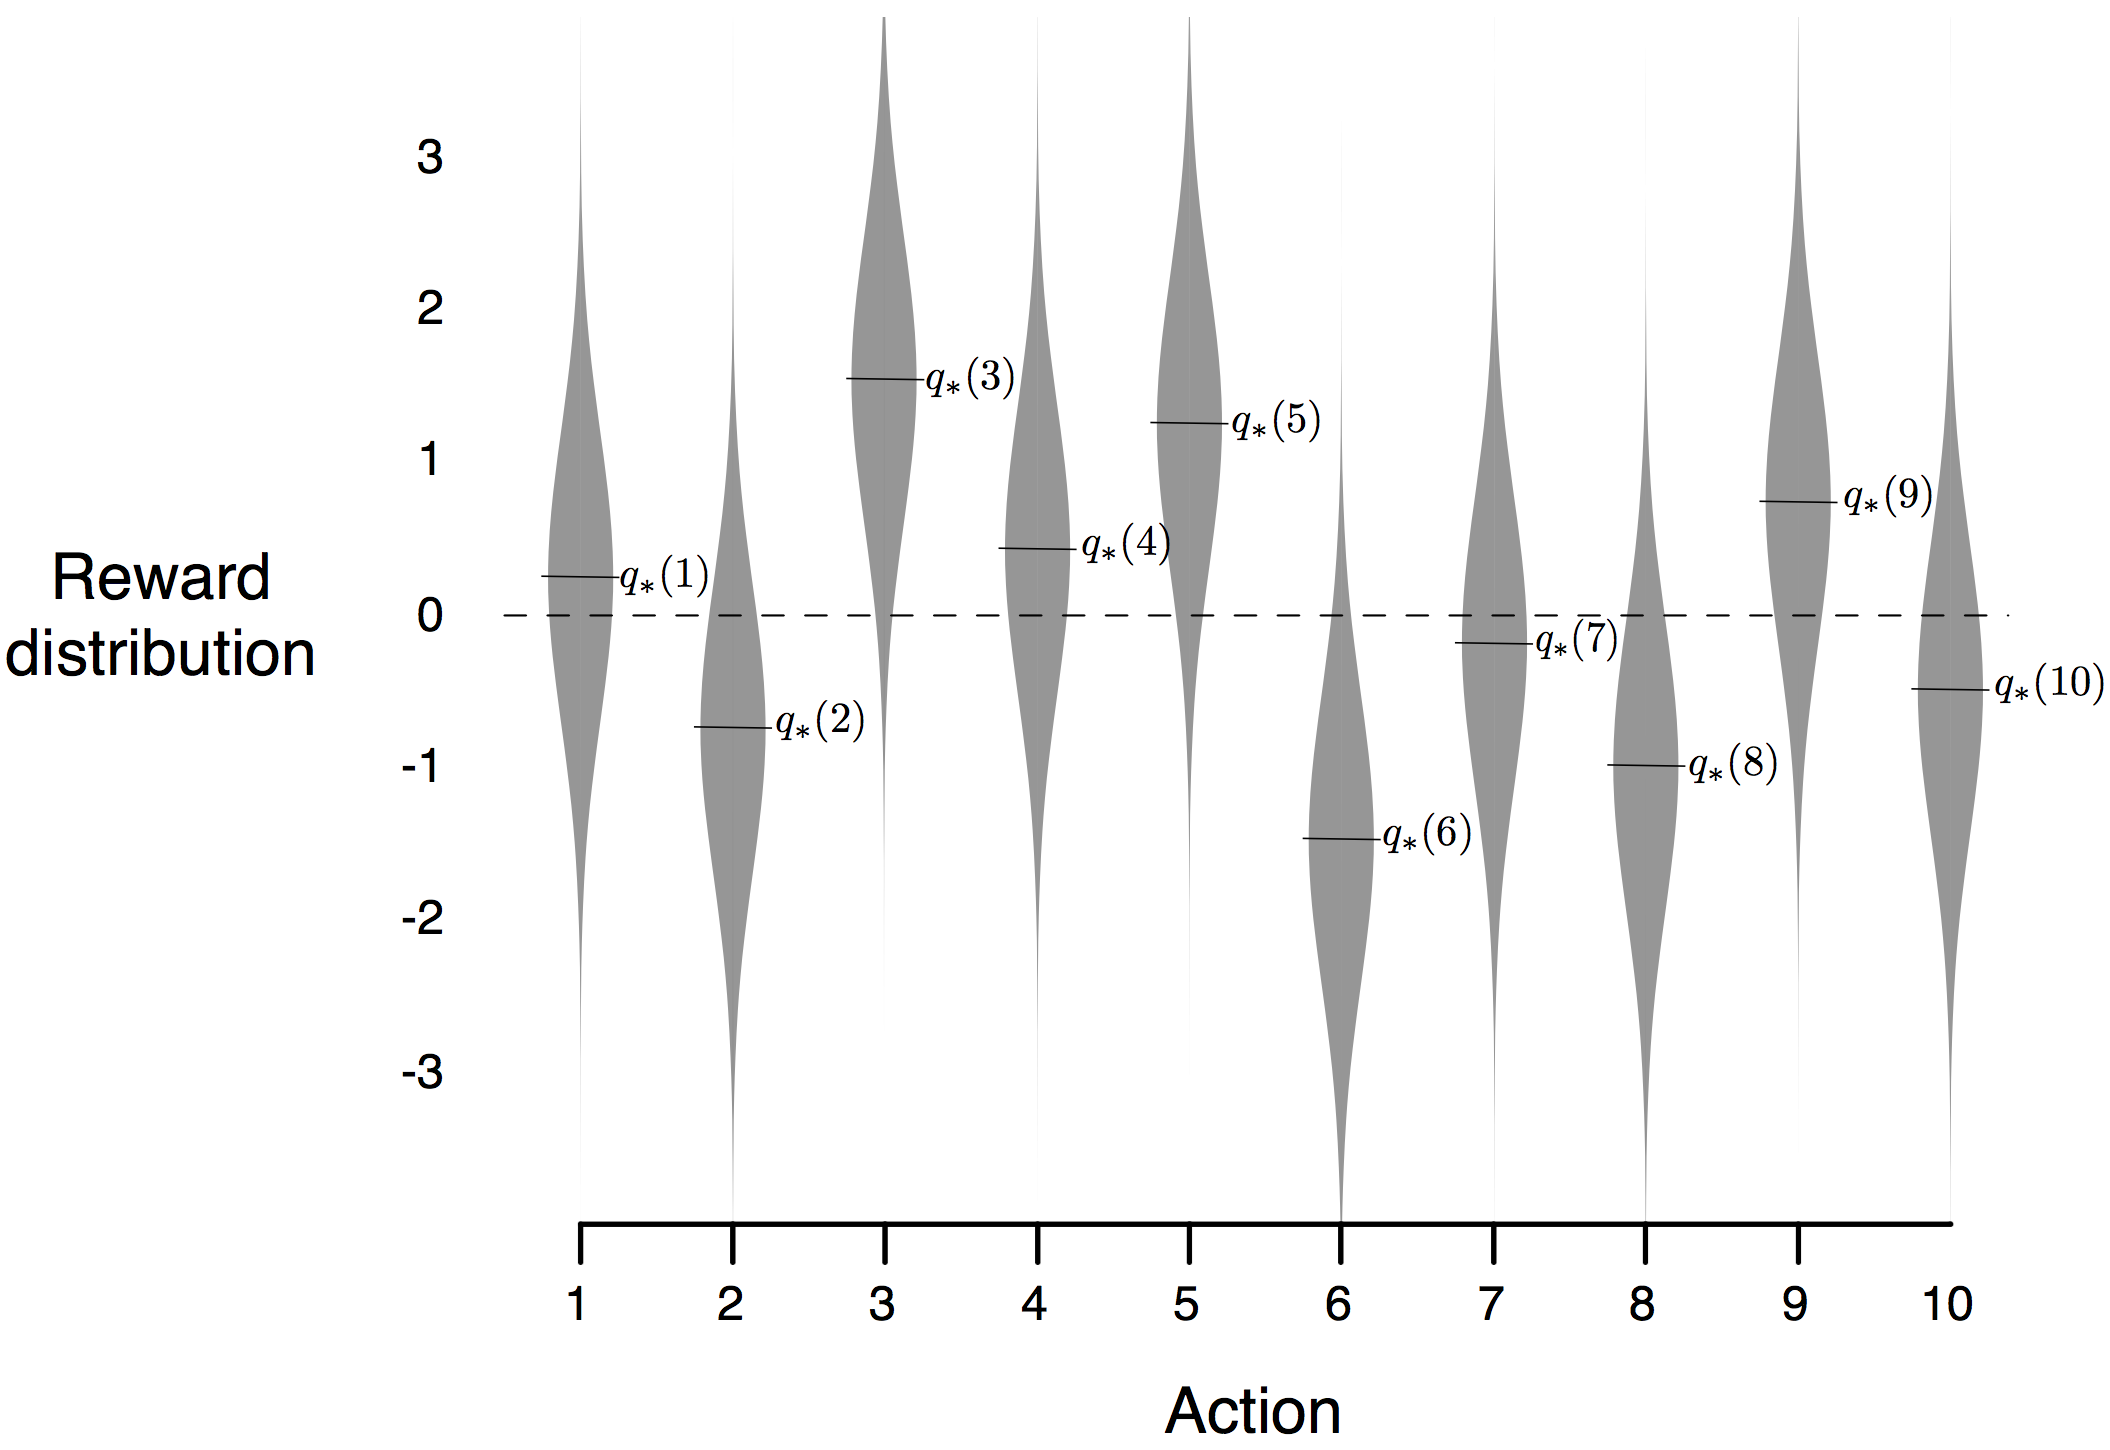 3
2
1
0
-1
-2
-3
Reward
distribution
q∗(1)
q∗(2)
q∗(3)
q∗(4)
q∗(5)
q∗(6)
q∗(7)
q∗(8)
q∗(9)
q∗(10)
1 2 3 4 5 6 7 8 9 10
Action